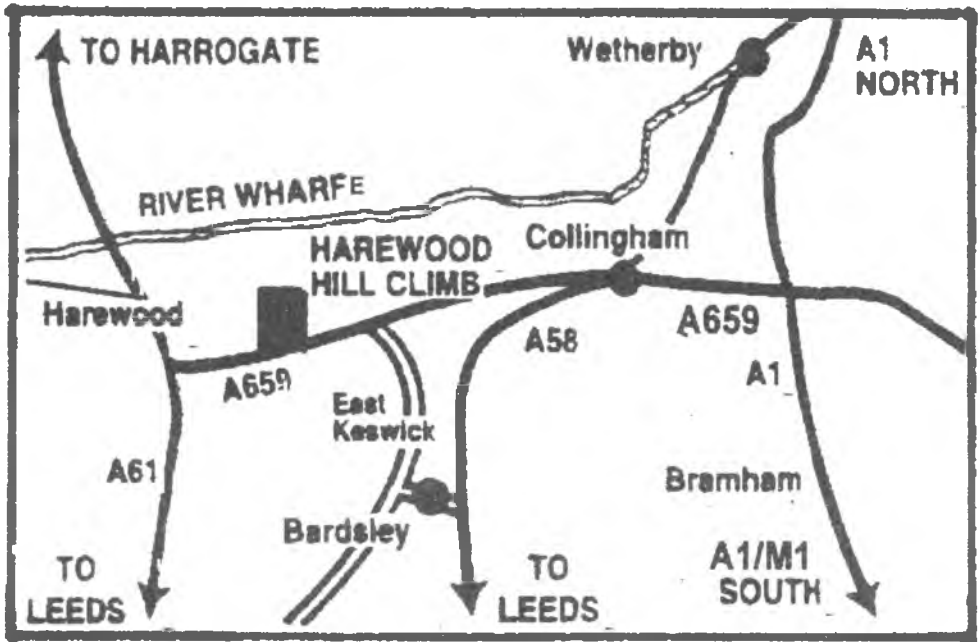 TO HARROGATE
Wetherby
A1
NORTH
RIVER WHARFE
HAREWOOD
HILL CLIMB
Collingham
Harewood
A659
A58
A659
A1
East
Keswick
A61
Bramham
Bardsley
TO
LEEDS
TO
LEEDS
A1/M1
SOUTH